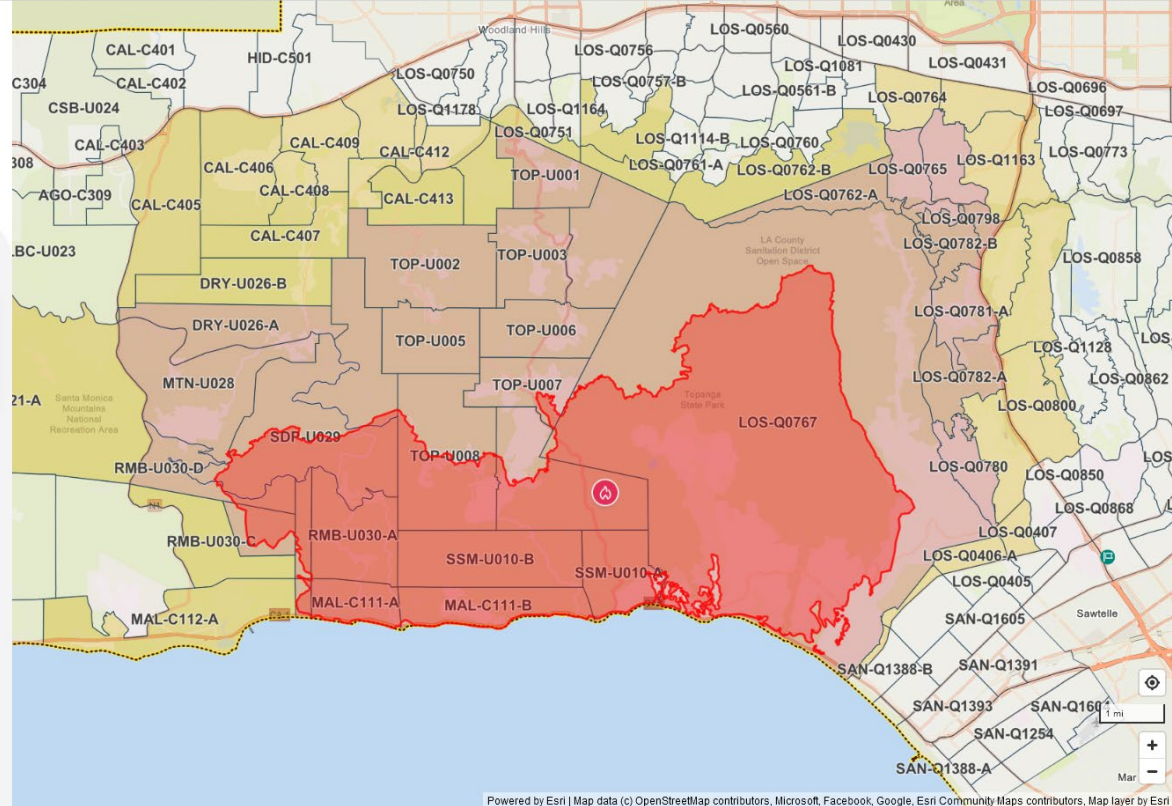 Area
Woodland Hills
CAL-C401
HID-C501
LOS-Q0756
LOS-Q0560
LOS-Q0430
LOS-Q0431
C304
CAL-C402
LOS-Q0750
LOS-Q0757-B
LOS-Q1081
LOS-Q0561-B
LOS-Q0764
LOS-Q0696
CSB-U024
LOS-Q1178
LOS-Q1164
LOS-Q0697
CAL-C403
CAL-C409
LOS-Q0751
LOS-Q1114-B
LOS-Q0760
308
CAL-C406
CAL-C412
LOS-Q0761-A
LOS-Q0762-B
LOS-Q0765
LOS-Q1163
LOS-Q0773
AGO-C309
CAL-C405
CAL-C408
CAL-C413
TOP-U001
LOS-Q0762-A
LOS-Q0798
CAL-C407
LA County
Sanitation District
Open Space
LOS-Q0782-B
LBC-U023
TOP-U002
TOP-U003
LOS-Q0858
DRY-U026-B
DRY-U026-A
TOP-U005
TOP-U006
LOS-Q0781-A
LOS-
LOS-Q1128
MTN-U028
TOP-U007
LOS-Q0782-A
LOS-Q0862
21-A
Santa Monica
Mountains
National
Recreation Area
Topanga
State Park
LOS-Q0767
LOS-Q0800
SDP-U029
TOP-U008
LOS
RMB-U030-D
LOS-Q0780
LOS-Q0850
N1
LOS-Q0868
RMB-U030-C
RMB-U030-A
LOS-Q0407
SSM-U010-B
SSM-U010-A
LOS-Q0406-A
LOS-Q0405
MAL-C111-A
MAL-C111-B
MAL-C112-A
SAN-Q1605
Sawtelle
SAN-Q1388-B
SAN-Q1391
SAN-Q1393
SAN-Q1604
1 mi
SAN-Q1254
SAN-Q1388-A
Mar
+
−
Powered by Esri | Map data (c) OpenStreetMap contributors, Microsoft, Facebook, Google, Esri Community Maps contributors, Map layer by Esri